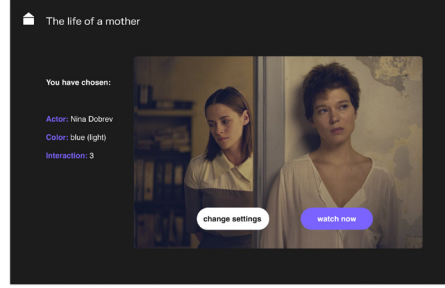 The life of a mother
You have chosen:
Actor: Nina Dobrev
Color: blue (light)
Interaction: 3
change settings
watch now